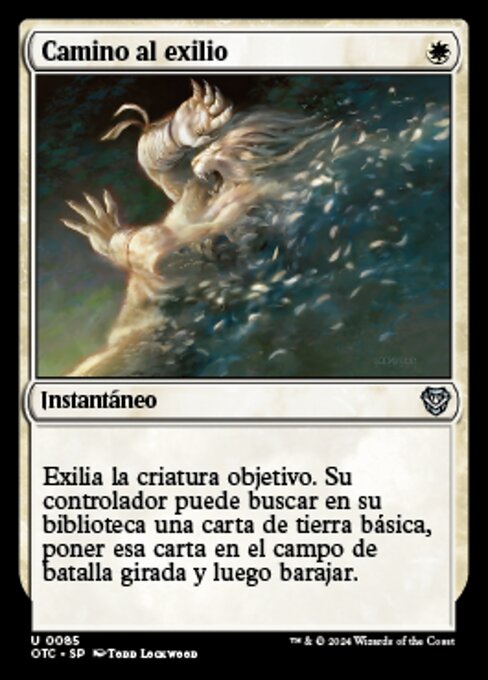 Camino al exilio
Instantáneo
Exilia la criatura objetivo. Su
controlador puede buscar en su
biblioteca una carta de tierra básica,
poner esa carta en el campo de
batalla girada y luego barajar.
U 0085
™ & © 2024 Wizards of the Coast
OTC • SP Todd Lockwood